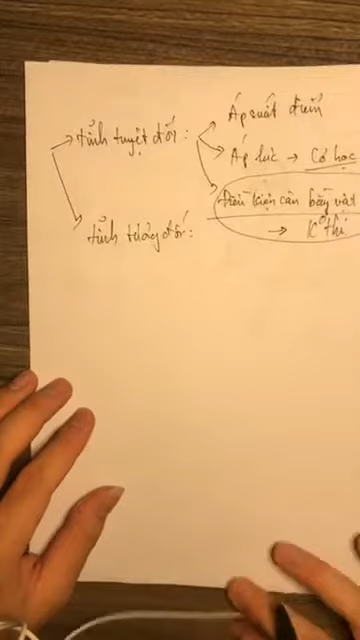 Áp suất điểm
tĩnh tuyệt đối:
Áp lực → Cơ học
Điều kiện cân bằng vật
tĩnh tương đối:
→ K° thi